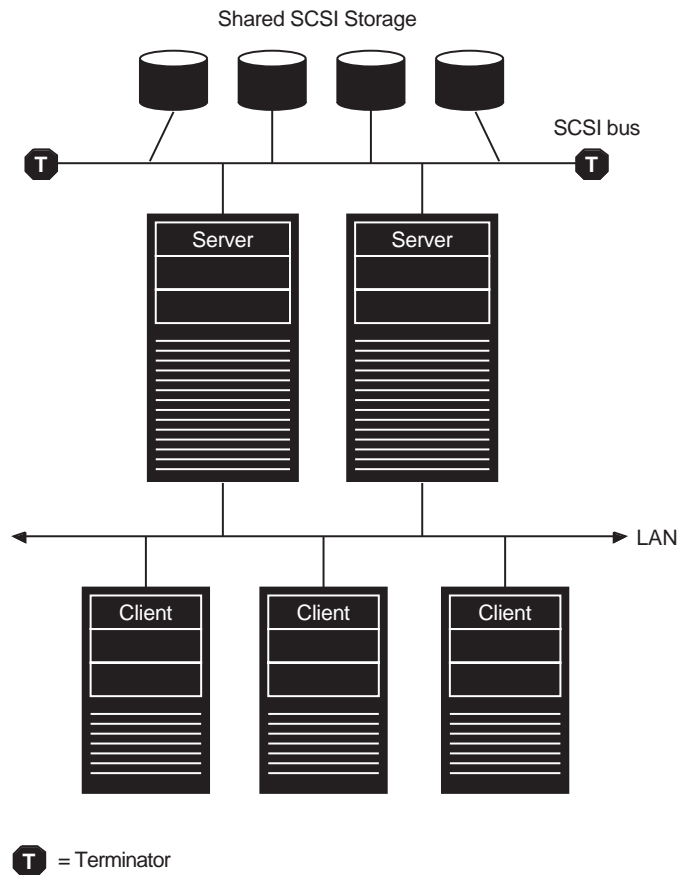 Shared SCSI Storage
SCSI bus
T
T
Server
Server
LAN
Client
Client
Client
T = Terminator